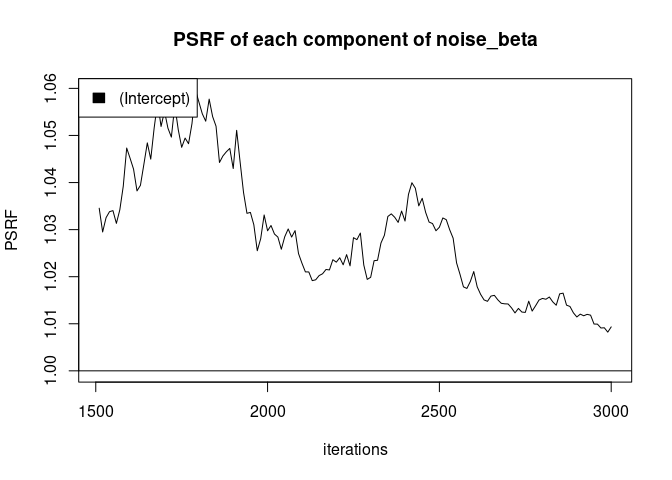 PSRF of each component of noise_beta
(Intercept)
PSRF
1.06
1.05
1.04
1.03
1.02
1.01
1.00
1500 2000 2500 3000
iterations